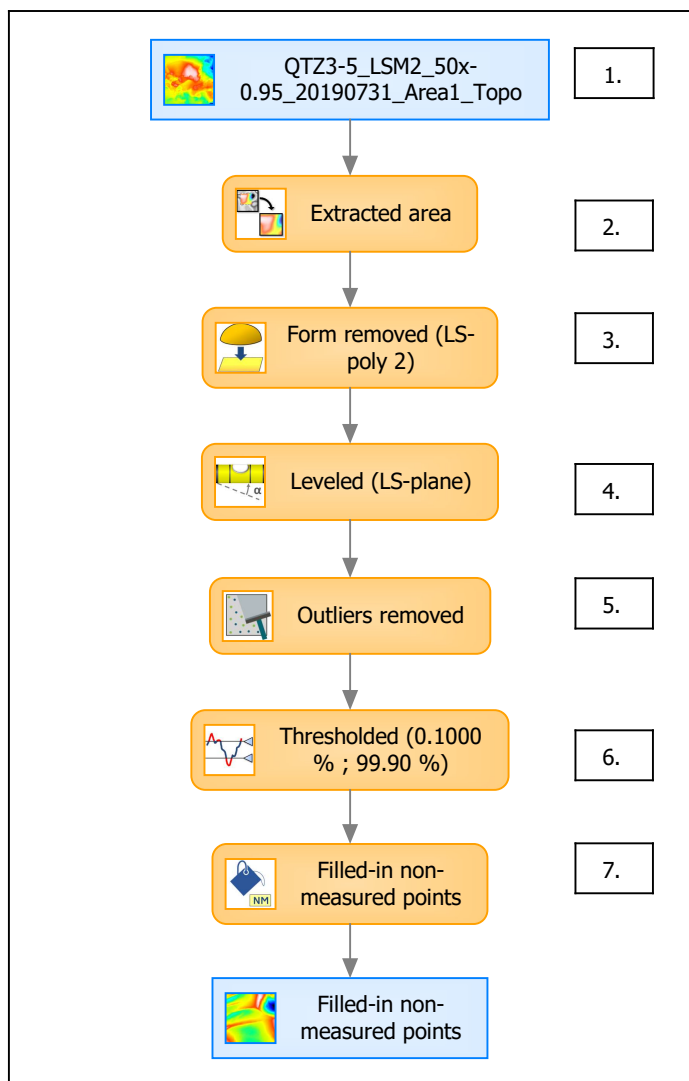 QTZ3-5_LSM2_50x-
0.95_20190731_Area1_Topo
1.
Extracted area
2.
Form removed (LS-
poly 2)
3.
α
Leveled (LS-plane)
4.
Outliers removed
5.
Thresholded (0.1000
% ; 99.90 %)
6.
NM
Filled-in non-
measured points
7.
Filled-in non-
measured points